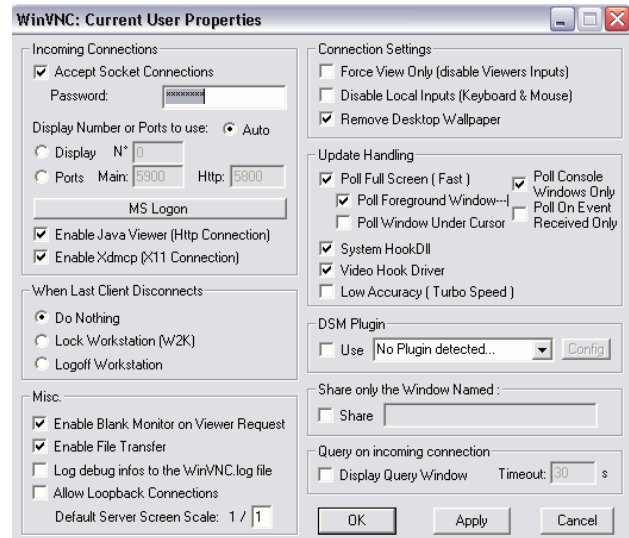 WinVNC: Current User Properties
Incoming Connections
Accept Socket Connections
Password: ********
Display Number or Ports to use: Auto
Display N° 0
Ports Main: 5900 Http: 5800
MS Logon
Enable Java Viewer (Http Connection)
Enable Xdmcp (X11 Connection)
When Last Client Disconnects
Do Nothing
Lock Workstation (W2K)
Logoff Workstation
Misc.
Enable Blank Monitor on Viewer Request
Enable File Transfer
Log debug infos to the WinVNC.log file
Allow Loopback Connections
Default Server Screen Scale: 1 / 1
Connection Settings
Force View Only (disable Viewers Inputs)
Disable Local Inputs (Keyboard & Mouse)
Remove Desktop Wallpaper
Update Handling
Poll Full Screen ( Fast )
Poll Foreground Window---|
Poll Window Under Cursor
Poll Console
Windows Only
Poll On Event
Received Only
System HookDll
Video Hook Driver
Low Accuracy ( Turbo Speed )
DSM Plugin
Use No Plugin detected... Config
Share only the Window Named :
Share
Query on incoming connection
Display Query Window Timeout: 30 s
OK Apply Cancel